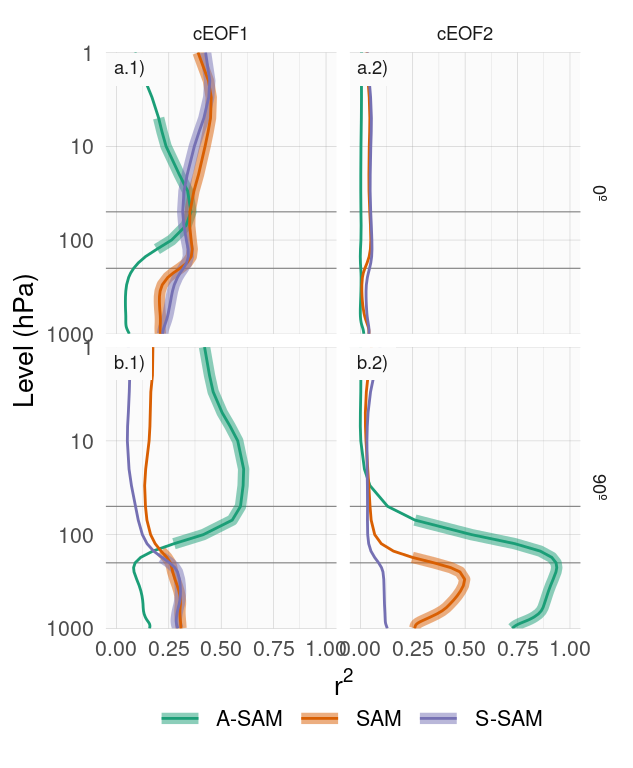 cEOF1 cEOF2
1
a.1) a.2)
10
0º
100
1000
1
b.1) b.2)
10
90º
100
1000
0.00 0.25 0.50 0.75 1.00 0.00 0.25 0.50 0.75 1.00
Level (hPa)
r²
A-SAM SAM S-SAM